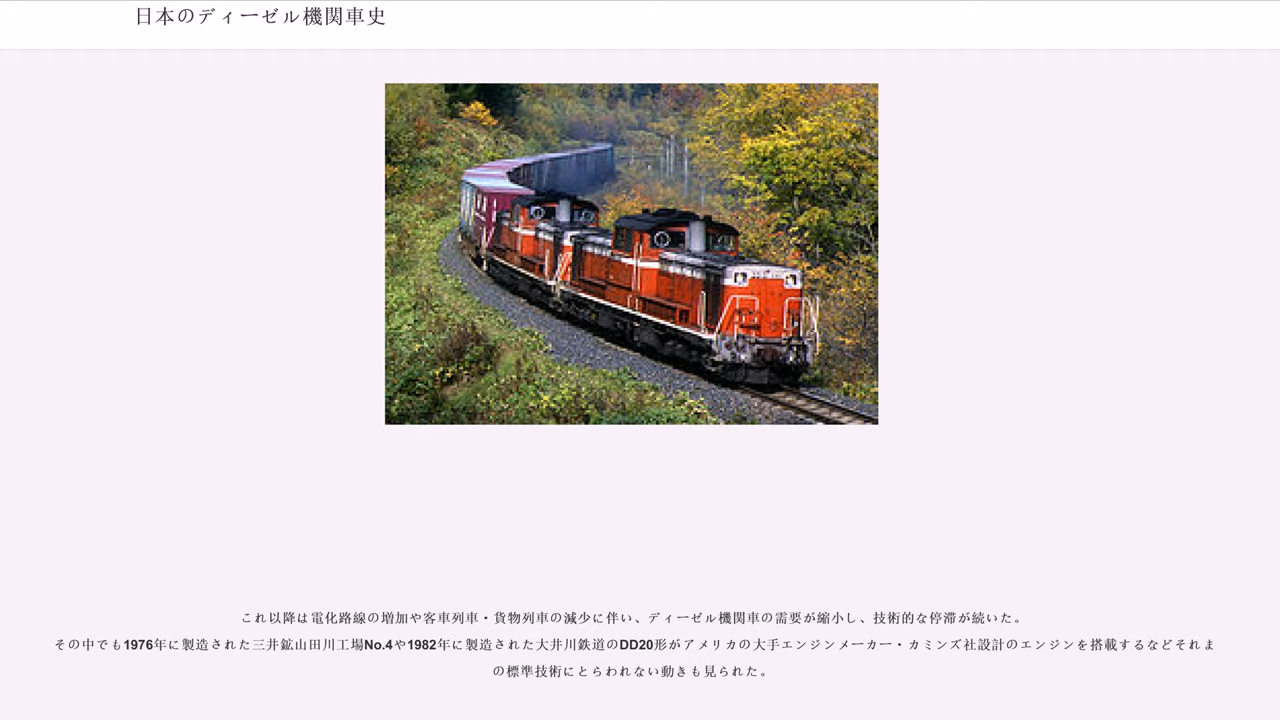 日本のディーゼル機関車史
これ以降は電化路線の増加や客車列車・貨物列車の減少に伴い、ディーゼル機関車の需要が縮小し、技術的な停滞が続いた。
その中でも1976年に製造された三井鉱山田川工場No.4や1982年に製造された大井川鉄道のDD20形がアメリカの大手エンジンメーカー・カミンズ社設計のエンジンを搭載するなどそれま
の標準技術にとらわれない動きも見られた。